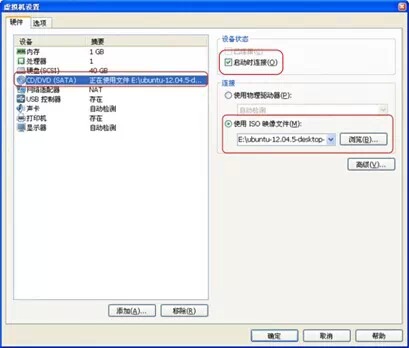 虚拟机设置
硬件 选项
设备 摘要
内存 1 GB
处理器 1
硬盘(SCSI) 40 GB
CD/DVD (SATA) 正在使用文件 E:\ubuntu-12.04.5-d...
网络适配器 NAT
USB 控制器 存在
声卡 自动检测
打印机 存在
显示器 自动检测
添加(A)... 移除(R)
设备状态
已连接(C)
启动时连接(O)
连接
使用物理驱动器(P):
自动检测
使用 ISO 映像文件(M):
E:\ubuntu-12.04.5-desktop- 浏览(B)...
高级(V)...
确定 取消 帮助